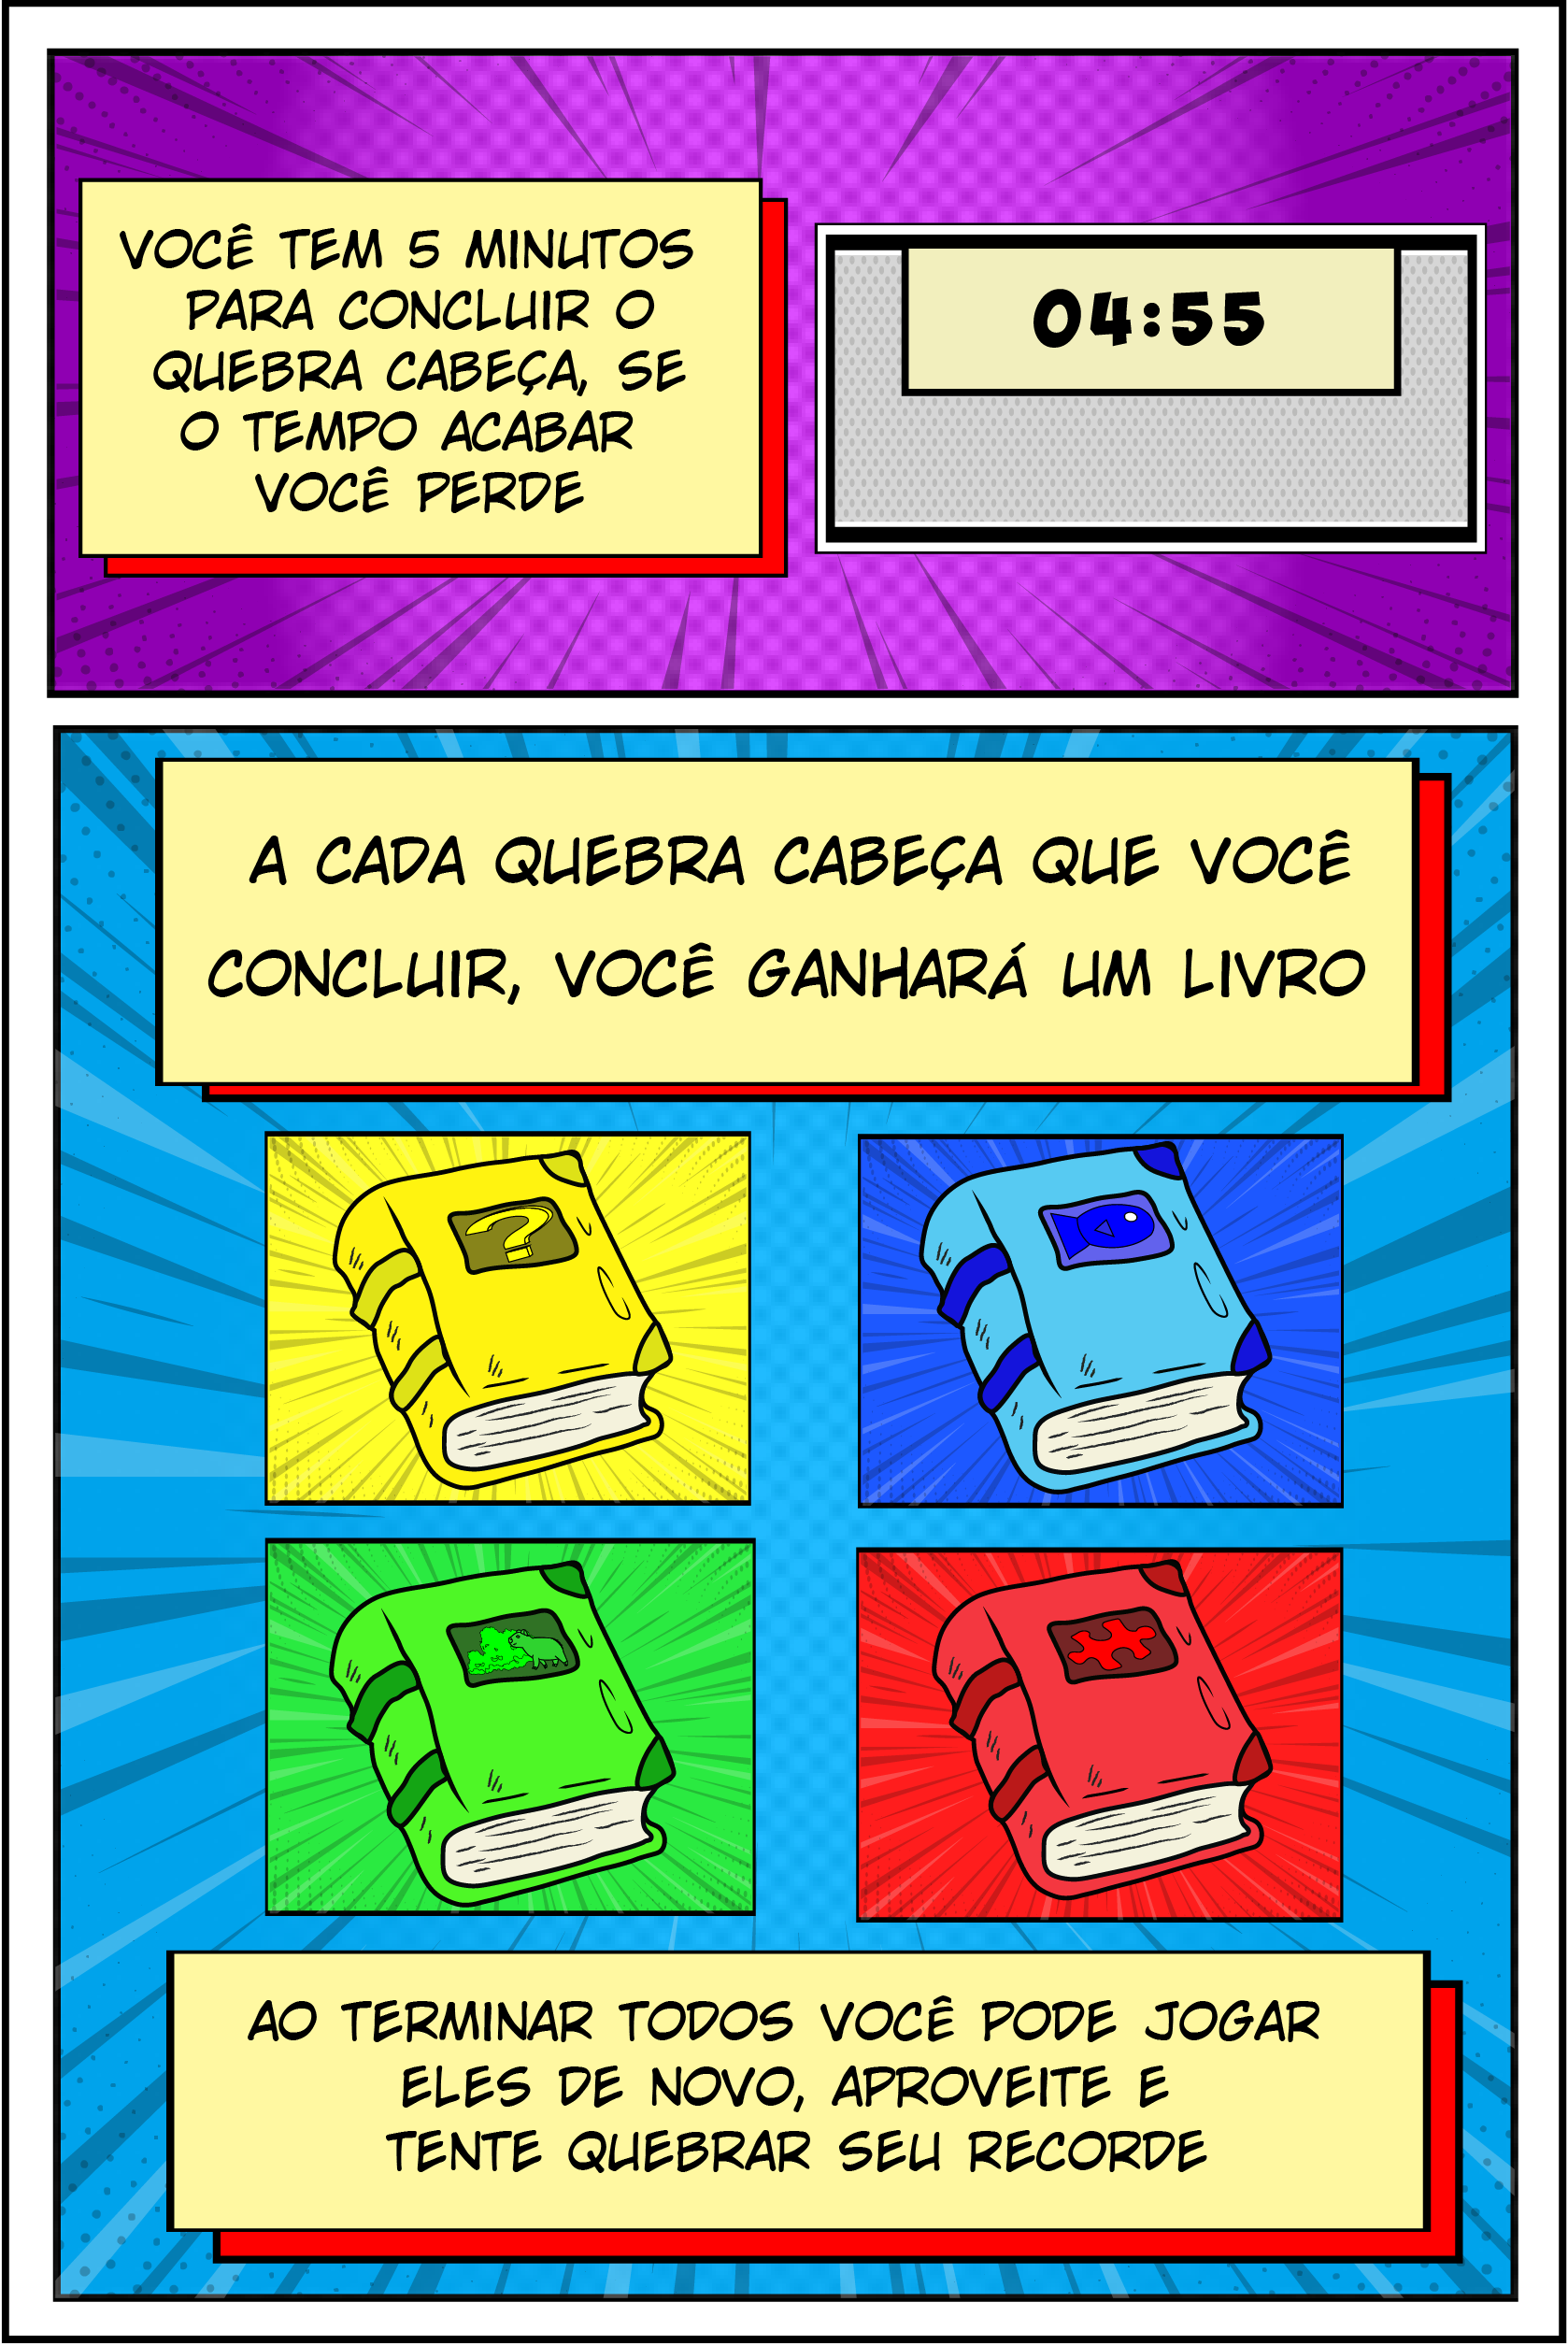 VOCÊ TEM 5 MINUTOS
PARA CONCLUIR O
QUEBRA CABEÇA, SE
O TEMPO ACABAR
VOCÊ PERDE
04:55
A CADA QUEBRA CABEÇA QUE VOCÊ
CONCLUIR, VOCÊ GANHARÁ UM LIVRO
?
AO TERMINAR TODOS VOCÊ PODE JOGAR
ELES DE NOVO, APROVEITE E
TENTE QUEBRAR SEU RECORDE